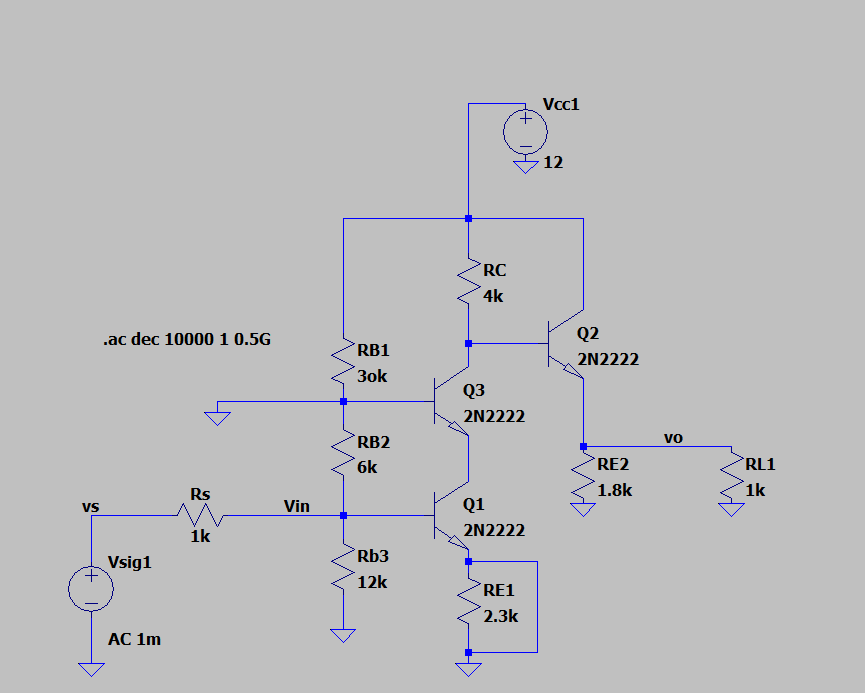 Vcc1
12
RC
4k
.ac dec 10000 1 0.5G
Q2
2N2222
RB1
3ok
Q3
2N2222
vo
RB2
6k
RE2
1.8k
RL1
1k
vs
Rs
1k
Vin
Q1
2N2222
Vsig1
AC 1m
Rb3
12k
RE1
2.3k